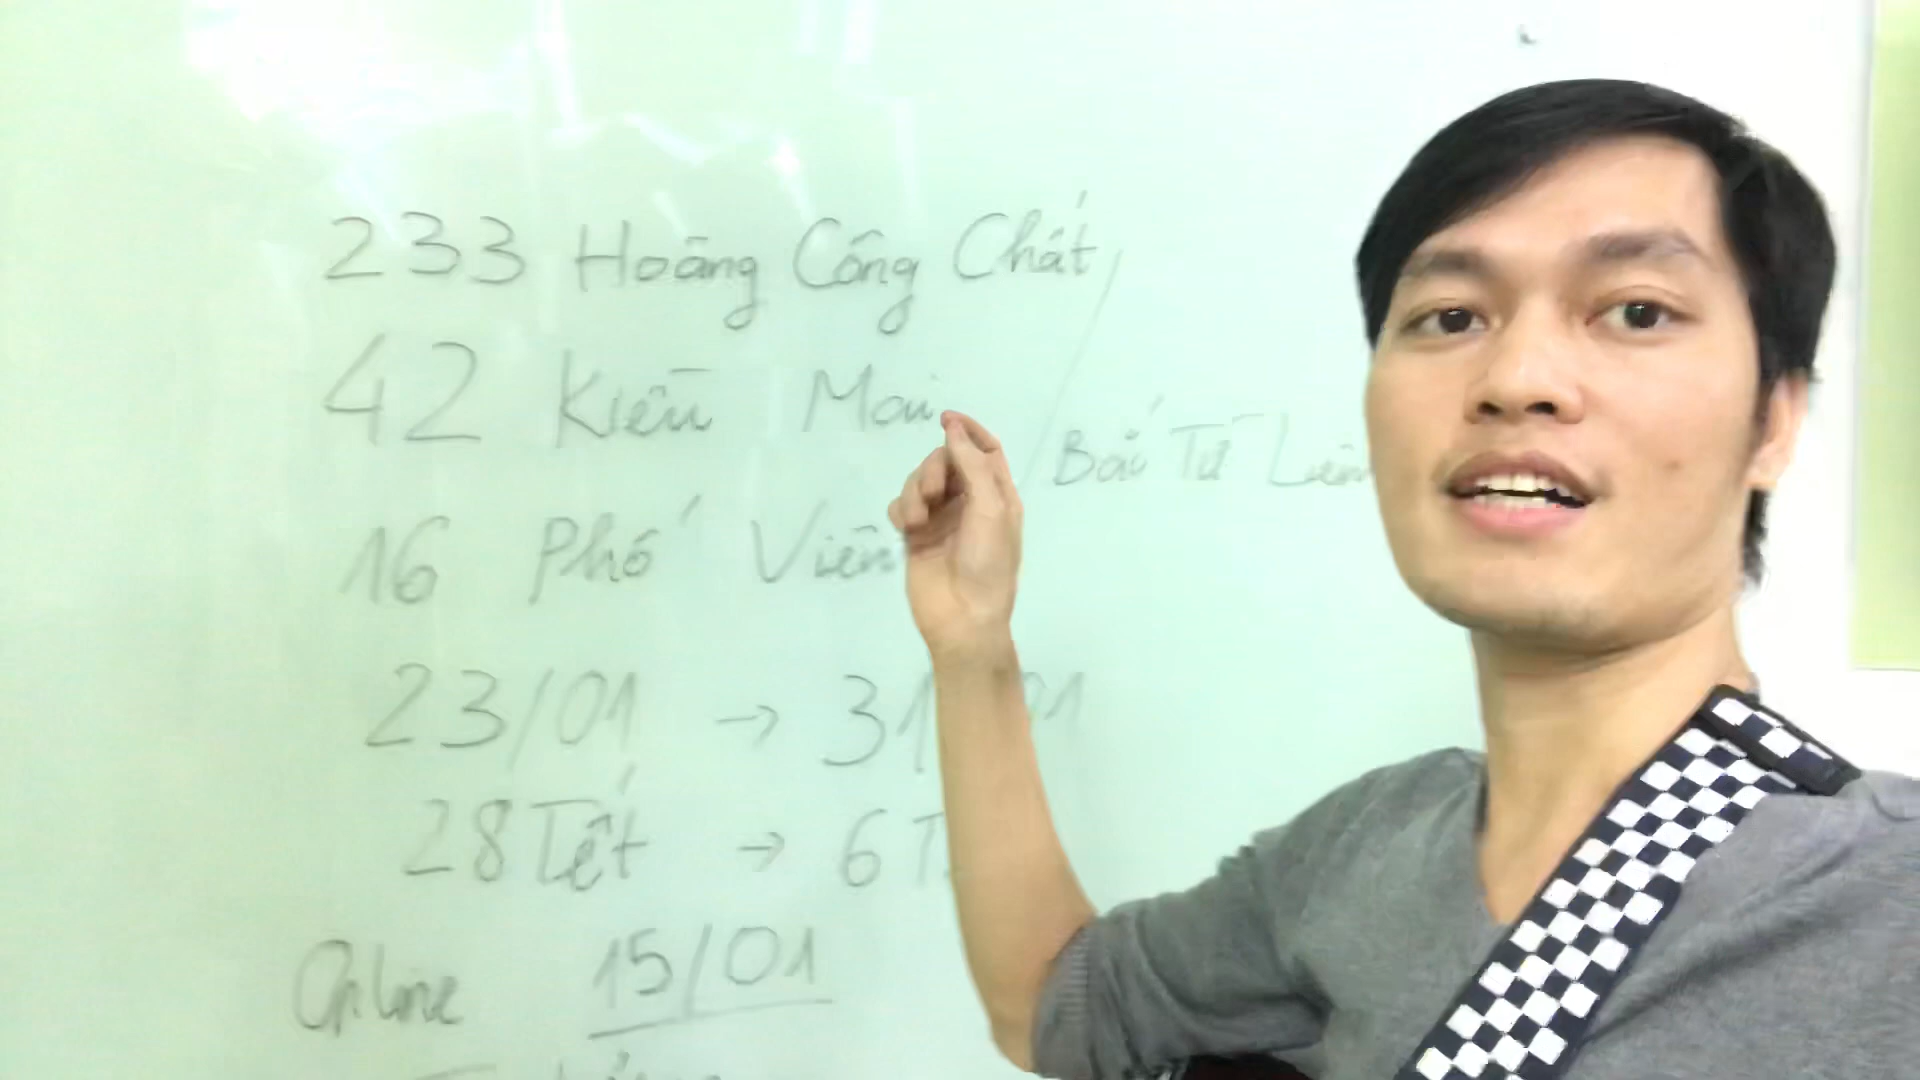 233 Hoàng Công Chất
42 Kiều Mai
Bắc Từ Liêm
16 Phố Viên
23/01 → 31/01
28 Tết → 6 T
Online 15/01